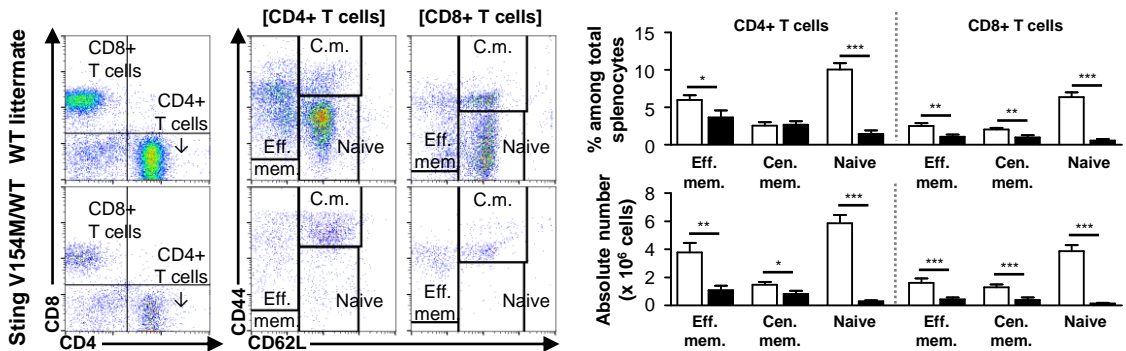 [CD4+ T cells]
[CD8+ T cells]
WT littermate
CD8+
T cells
CD4+
T cells
↓
C.m.
Eff.
mem.
Naive
C.m.
Eff.
mem.
Naive
Sting V154M/WT
CD8+
T cells
CD4+
T cells
↓
C.m.
Eff.
mem.
Naive
C.m.
Eff.
mem.
Naive
CD8
CD4
CD44
CD62L
CD4+ T cells
CD8+ T cells
% among total
splenocytes
15
10
5
0
*
***
**
**
***
Eff.
mem.
Cen.
mem.
Naive
Eff.
mem.
Cen.
mem.
Naive
Absolute number
(x 10⁶ cells)
8
6
4
2
0
**
*
***
***
***
***
Eff.
mem.
Cen.
mem.
Naive
Eff.
mem.
Cen.
mem.
Naive